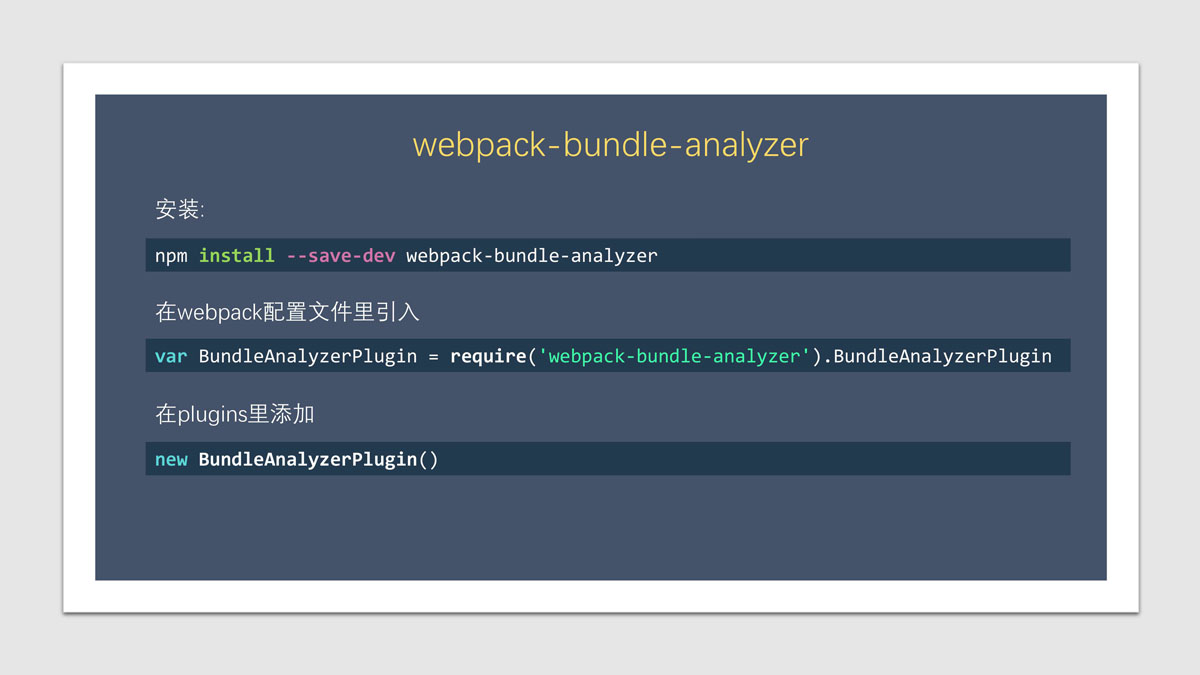 webpack-bundle-analyzer
安装:
npm install --save-dev webpack-bundle-analyzer
在webpack配置文件里引入
var BundleAnalyzerPlugin = require('webpack-bundle-analyzer').BundleAnalyzerPlugin
在plugins里添加
new BundleAnalyzerPlugin()